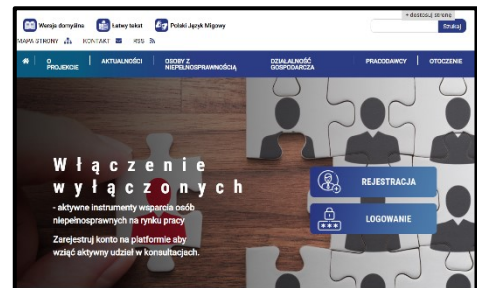 + dostosuj stronę
Wersja domyślna
Łatwy tekst
Polski Język Migowy
Szukaj
MAPA STRONY
KONTAKT
RSS
O PROJEKCIE
AKTUALNOŚCI
OSOBY Z NIEPEŁNOSPRAWNOŚCIĄ
DZIAŁALNOŚĆ GOSPODARCZA
PRACODAWCY
OTOCZENIE
Włączenie
wyłączonych
- aktywne instrumenty wsparcia osób
niepełnosprawnych na rynku pracy
Zarejestruj konto na platformie aby
wziąć aktywny udział w konsultacjach.
REJESTRACJA
LOGOWANIE